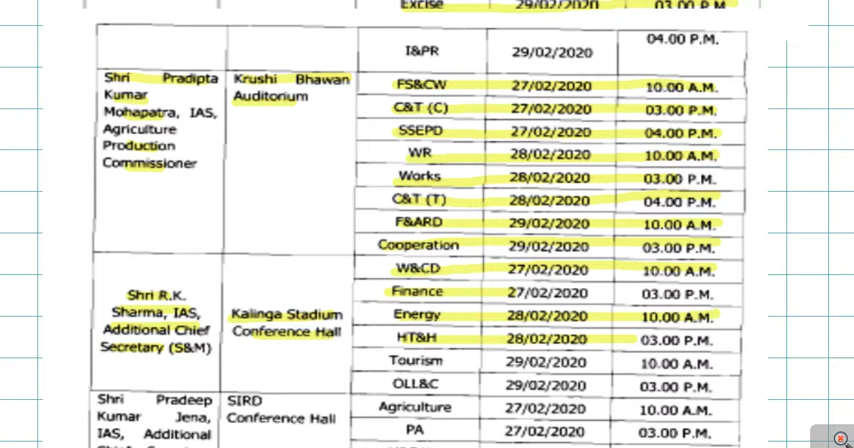 Excise 29/02/2020 03.00 P.M.
I&PR 29/02/2020 04.00 P.M.
Shri Pradipta Kumar Mohapatra, IAS, Agriculture Production Commissioner
Krushi Bhawan Auditorium
FS&CW 27/02/2020 10.00 A.M.
C&T (C) 27/02/2020 03.00 P.M.
SSEPD 27/02/2020 04.00 P.M.
WR 28/02/2020 10.00 A.M.
Works 28/02/2020 03.00 P.M.
C&T (T) 28/02/2020 04.00 P.M.
F&ARD 29/02/2020 10.00 A.M.
Cooperation 29/02/2020 03.00 P.M.
Shri R.K. Sharma, IAS, Additional Chief Secretary (S&M)
Kalinga Stadium Conference Hall
W&CD 27/02/2020 10.00 A.M.
Finance 27/02/2020 03.00 P.M.
Energy 28/02/2020 10.00 A.M.
HT&H 28/02/2020 03.00 P.M.
Tourism 29/02/2020 10.00 A.M.
OLL&C 29/02/2020 03.00 P.M.
Shri Pradeep Kumar Jena, IAS, Additional
SIRD Conference Hall
Agriculture 27/02/2020 10.00 A.M.
PA 27/02/2020 03.00 P.M.